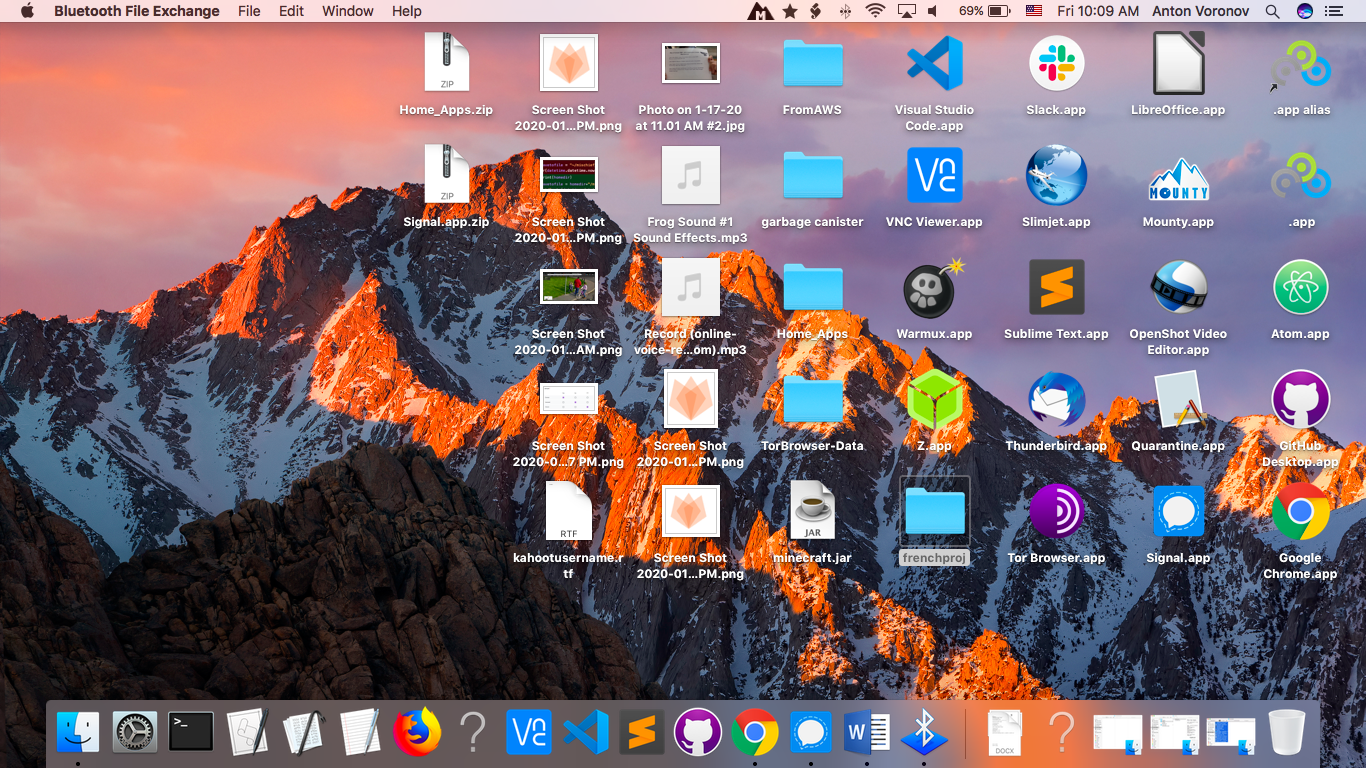 Bluetooth File Exchange File Edit Window Help 69% Fri 10:09 AM Anton Voronov
ZIP
Home_Apps.zip
Screen Shot
2020-01...PM.png
Photo on 1-17-20
at 11.01 AM #2.jpg
FromAWS
Visual Studio
Code.app
Slack.app
LibreOffice.app
.app alias
ZIP
Signal.app.zip
Screen Shot
2020-01...PM.png
Frog Sound #1
Sound Effects.mp3
garbage canister
VNC Viewer.app
Slimjet.app
MOUNTY
Mounty.app
.app
Screen Shot
2020-01...AM.png
Record (online-
voice-re...om).mp3
Home_Apps
Warmux.app
Sublime Text.app
OpenShot Video
Editor.app
Atom.app
Screen Shot
2020-0...7 PM.png
Screen Shot
2020-01...PM.png
TorBrowser-Data
Z.app
Thunderbird.app
Quarantine.app
GitHub
Desktop.app
RTF
kahootusername.r
tf
Screen Shot
2020-01...PM.png
JAR
minecraft.jar
frenchproj
Tor Browser.app
Signal.app
Google
Chrome.app
DOCX